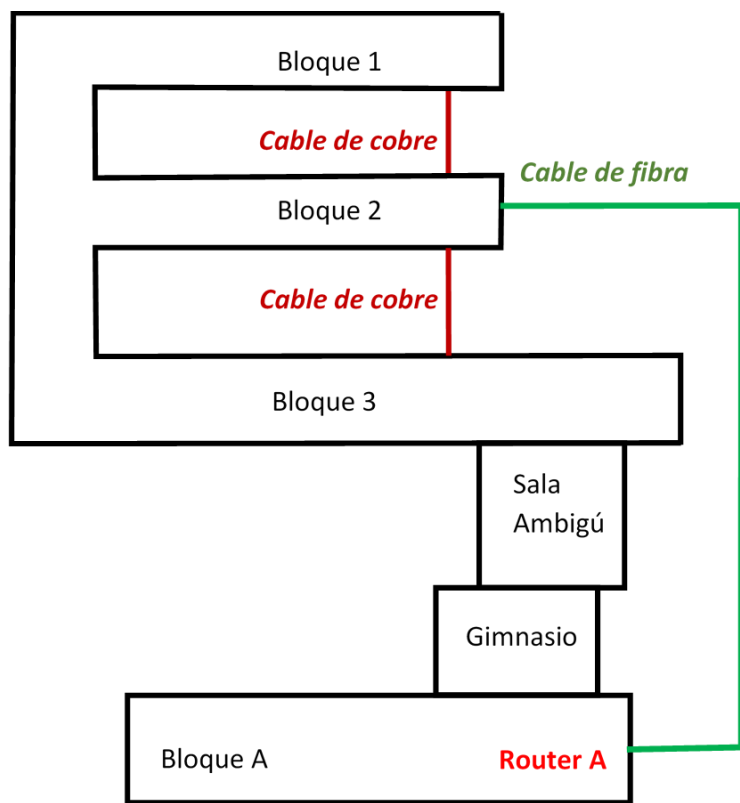 Bloque 1
Cable de cobre
Cable de fibra
Bloque 2
Cable de cobre
Bloque 3
Sala
Ambigú
Gimnasio
Bloque A
Router A